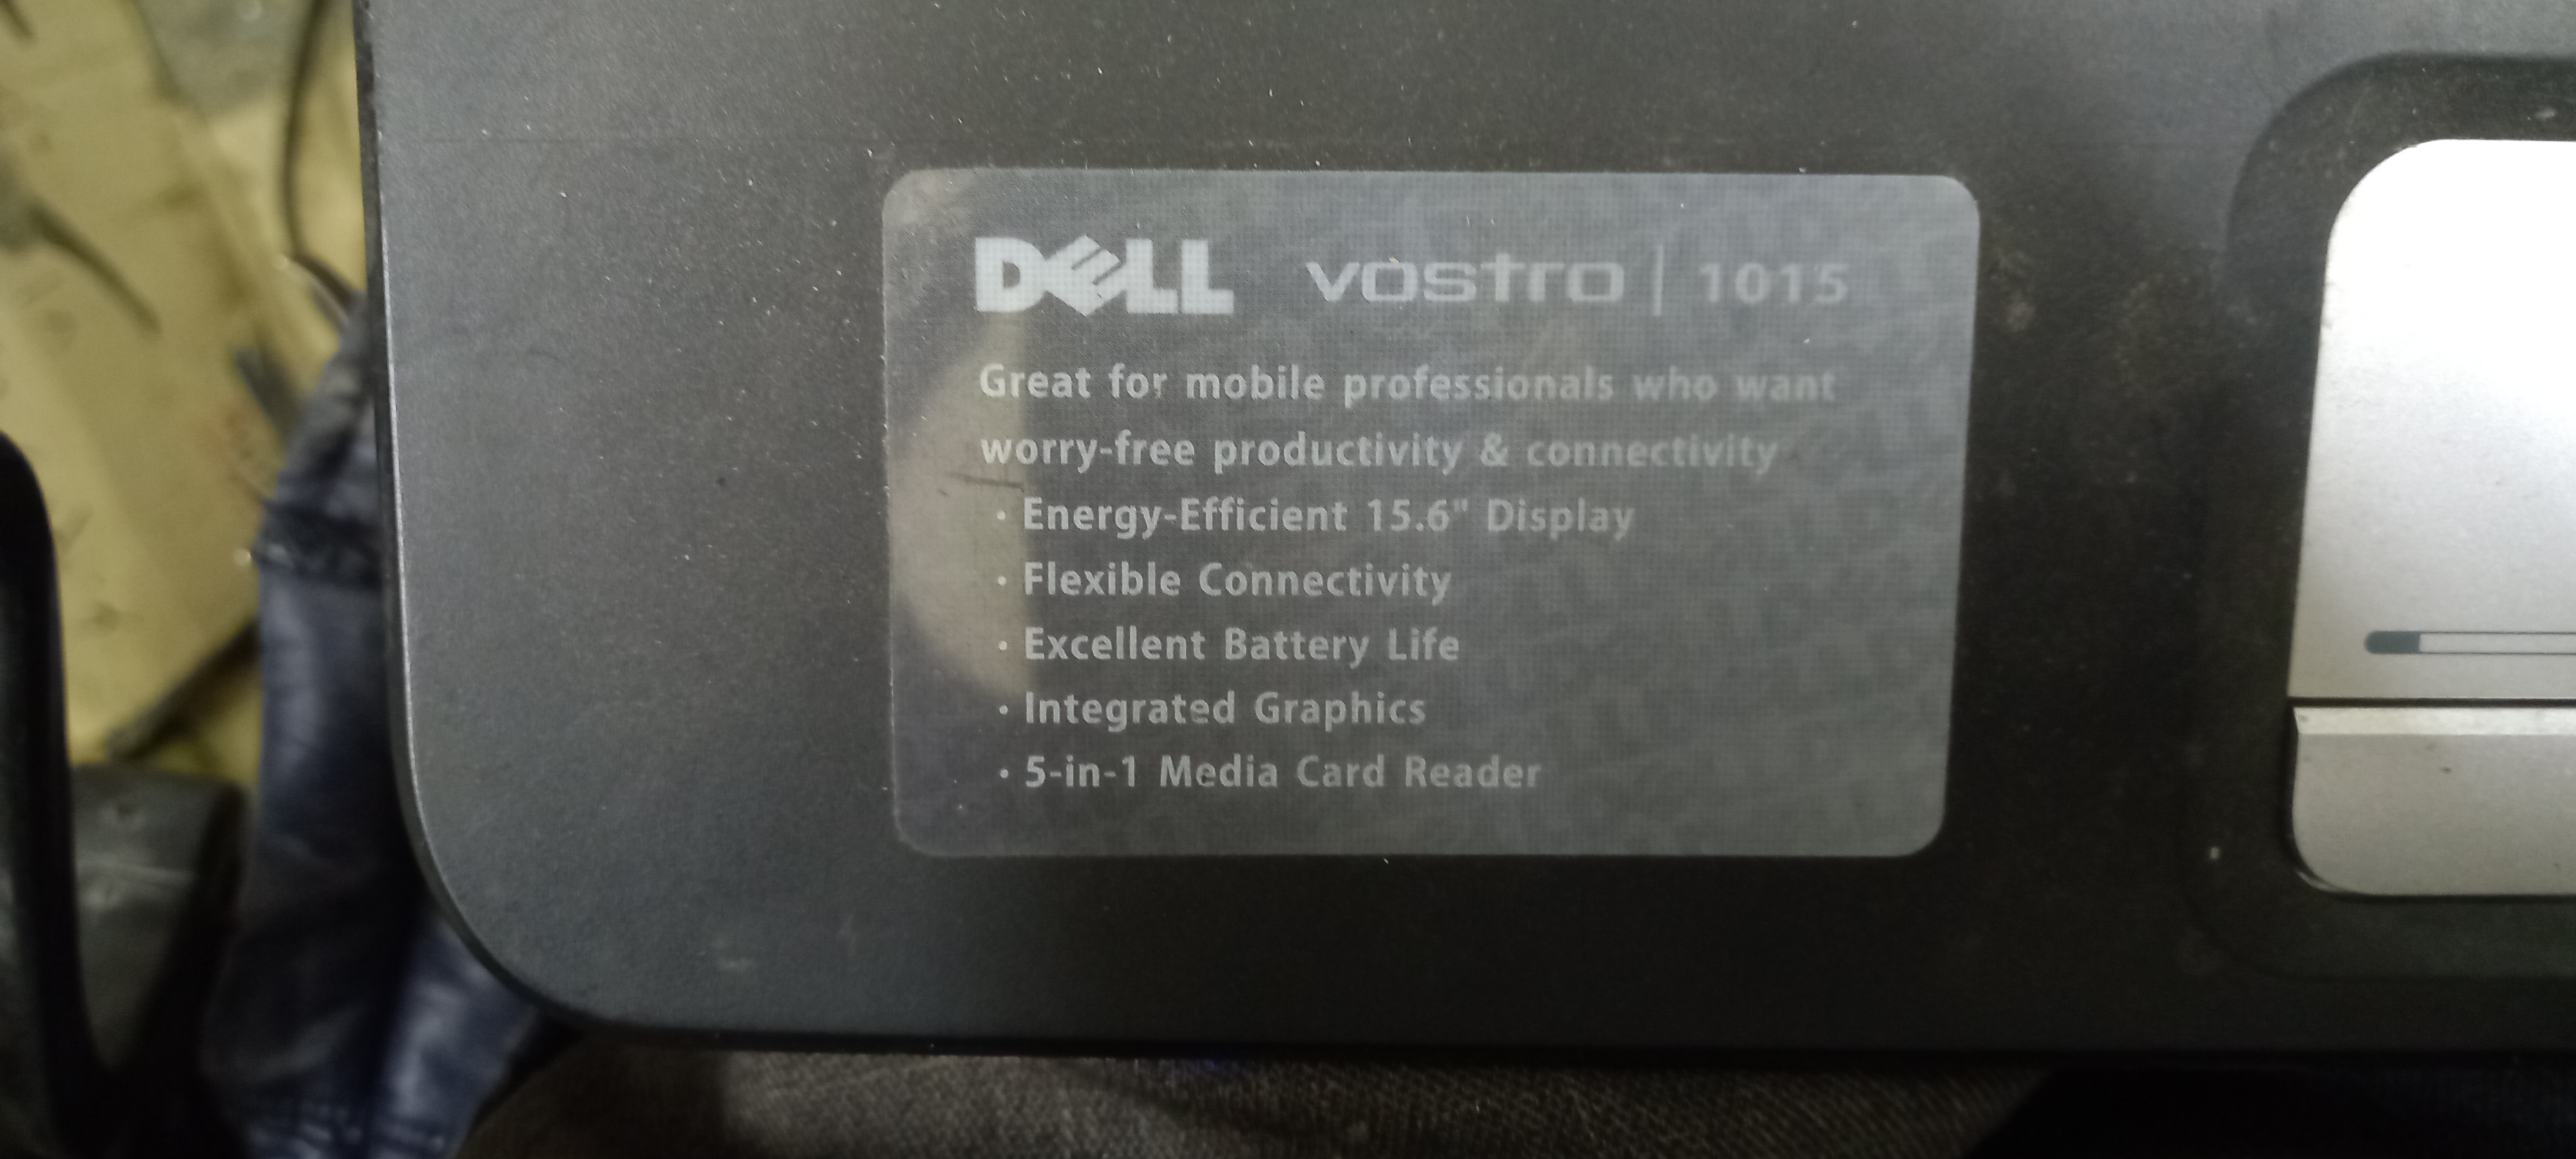 DELL vostro | 1015
Great for mobile professionals who want
worry-free productivity & connectivity
· Energy-Efficient 15.6" Display
· Flexible Connectivity
· Excellent Battery Life
· Integrated Graphics
· 5-in-1 Media Card Reader